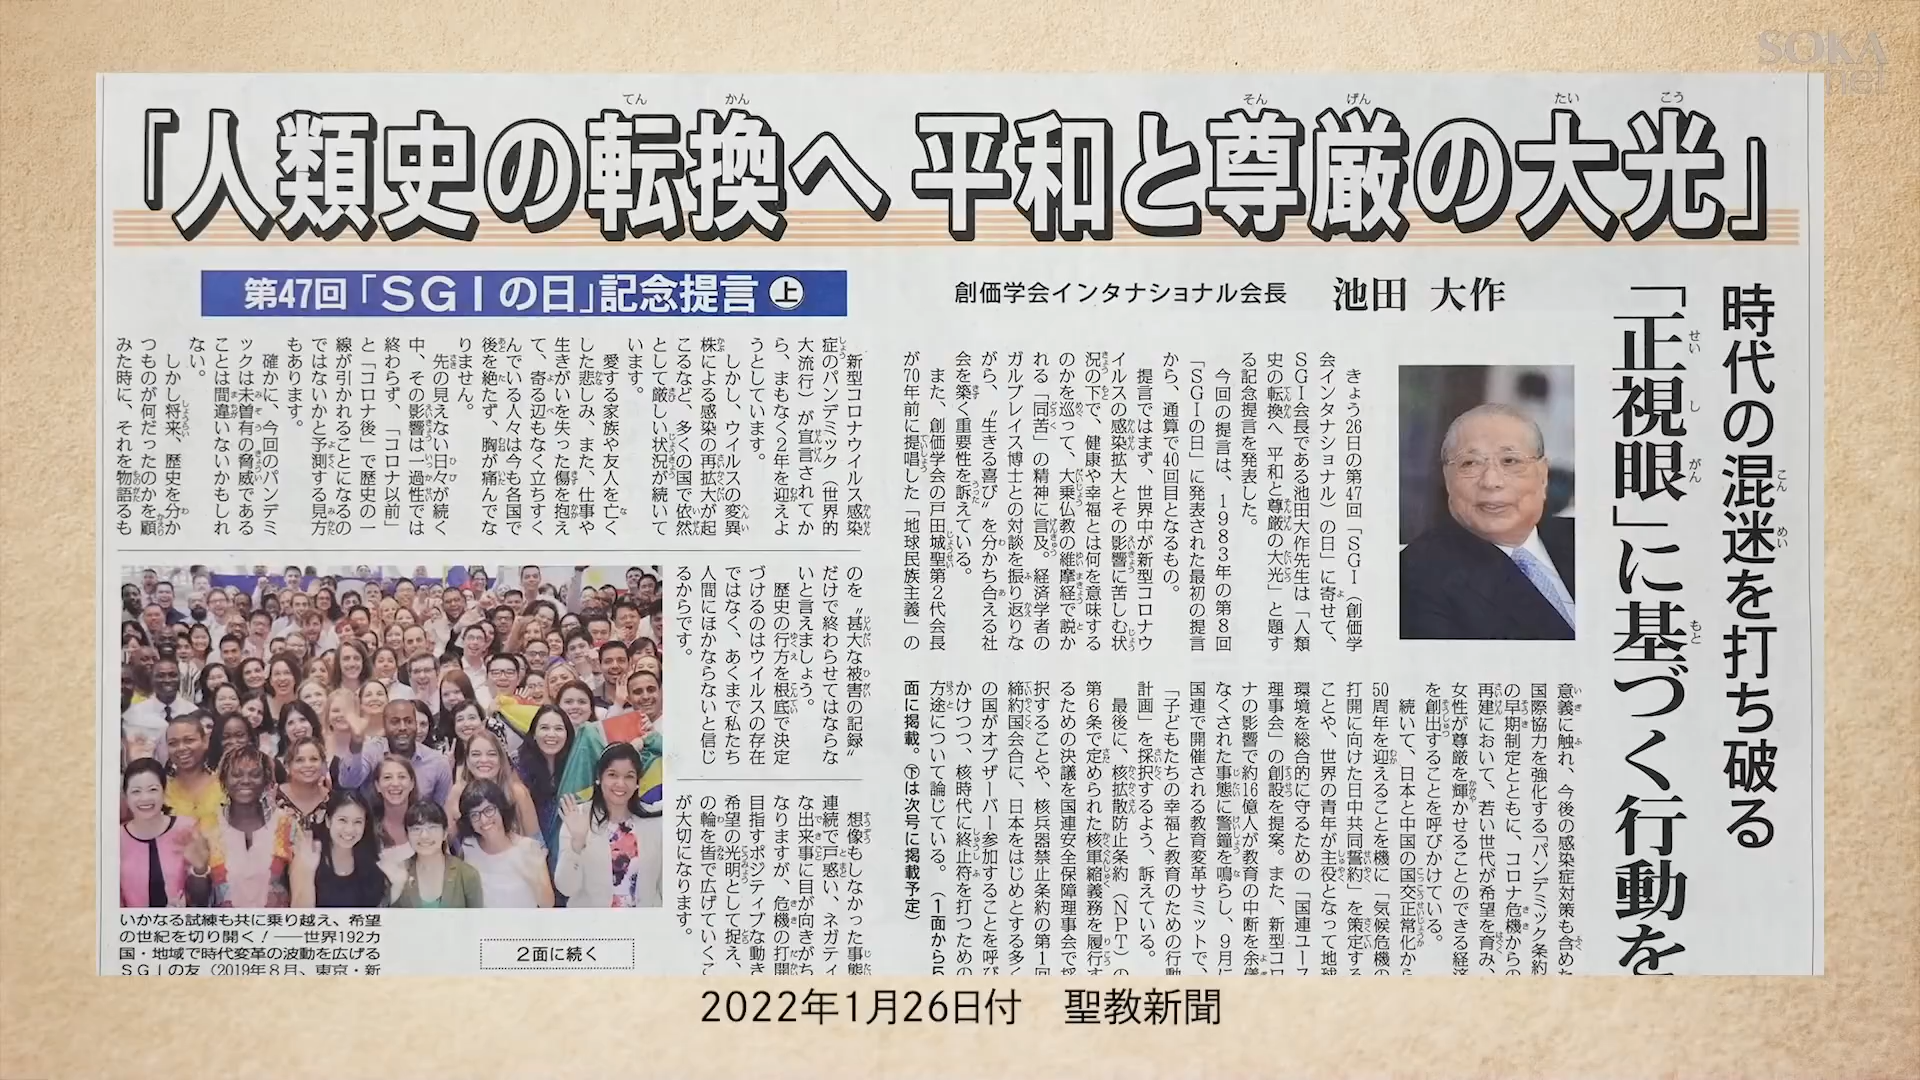 SOKA
net
「人類史の転換へ 平和と尊厳の大光」
第47回「SGIの日」記念提言 上
創価学会インタナショナル会長 池田 大作
時代の混迷を打ち破る
「正視眼」に基づく行動を
きょう26日の第47回「SGI(創価学
会インタナショナル)の日」に寄せて、
SGI会長である池田大作先生は「人類
史の転換へ 平和と尊厳の大光」と題す
る記念提言を発表した。
今回の提言は、1983年の第8回
「SGIの日」に発表された最初の提言
から、通算で40回目となるもの。
提言ではまず、世界中が新型コロナウ
イルスの感染拡大とその影響に苦しむ状
況の下で、健康や幸福とは何を意味する
のかを巡って、大乗仏教の維摩経で説か
れる「同苦」の精神に言及。経済学者の
ガルブレイス博士との対談を振り返りな
がら、〝生きる喜び〟を分かち合える社
会を築く重要性を訴えている。
また、創価学会の戸田城聖第2代会長
が70年前に提唱した「地球民族主義」の
意義に触れ、今後の感染症対策も含めた
国際協力を強化する「パンデミック条約」
の早期制定とともに、コロナ危機からの
再建において、若い世代が希望を育み、
女性が尊厳を輝かせることのできる経済
を創出することを呼びかけている。
続いて、日本と中国の国交正常化から
50周年を迎えることを機に「気候危機の
打開に向けた日中共同誓約」を策定する
ことや、世界の青年が主役となって地球
環境を総合的に守るための「国連ユース
理事会」の創設を提案。また、新型コロ
ナの影響で約16億人が教育の中断を余儀
なくされた事態に警鐘を鳴らし、9月に
国連で開催される教育変革サミットで、
「子どもたちの幸福と教育のための行動
計画」を採択するよう、訴えている。
最後に、核拡散防止条約(NPT)の
第6条で定められた核軍縮義務を履行す
るための決議を国連安全保障理事会で採
択することや、核兵器禁止条約の第1回
締約国会合に、日本をはじめとする多く
の国がオブザーバー参加することを呼び
かけつつ、核時代に終止符を打つための
方途について論じている。(1面から5
面に掲載。下は次号に掲載予定)
新型コロナウイルス感染
症のパンデミック(世界的
大流行)が宣言されてか
ら、まもなく2年を迎えよ
うとしています。
しかし、ウイルスの変異
株による感染の再拡大が起
こるなど、多くの国で依然
として厳しい状況が続いて
います。
愛する家族や友人を亡く
した悲しみ、また、仕事や
生きがいを失った傷を抱え
て、寄る辺もなく立ちすく
んでいる人々は今も各国で
後を絶たず、胸が痛んでな
りません。
先の見えない日々が続く
中、その影響は一過性では
終わらず、「コロナ以前」
と「コロナ後」で歴史の一
線が引かれることになるの
ではないかと予測する見方
もあります。
確かに、今回のパンデミ
ックは未曽有の脅威である
ことは間違いないかもしれ
ない。
しかし将来、歴史を分か
つものが何だったのかを顧
みた時に、それを物語るも
のを〝甚大な被害の記録〟
だけで終わらせてはならな
いと言えましょう。
歴史の行方を根底で決定
づけるのはウイルスの存在
ではなく、あくまで私たち
人間にほかならないと信じ
るからです。
想像もしなかった事態
連続で戸惑い、ネガティ
な出来事に目が向きがち
なりますが、危機の打開
目指すポジティブな動き
希望の光明として捉え、
の輪を皆で広げていくこ
が大切になります。
いかなる試練も共に乗り越え、希望
の世紀を切り開く!――世界192カ
国・地域で時代変革の波動を広げる
SGIの友(2019年8月、東京・新
2面に続く
2022年1月26日付 聖教新聞